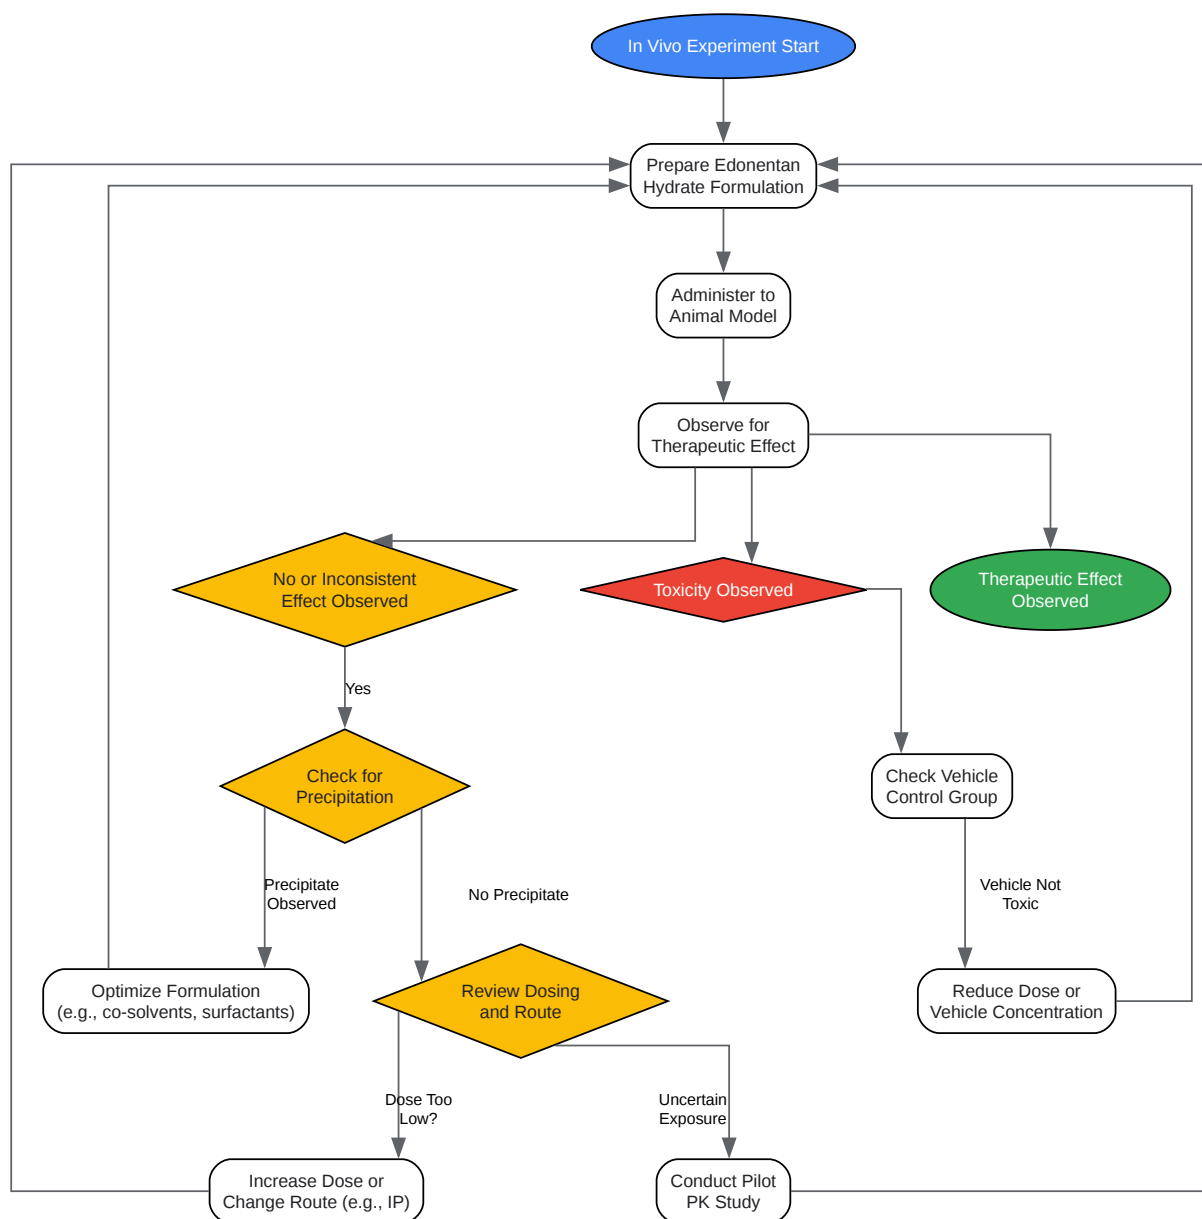 In Vivo Experiment Start
Prepare Edonentan
Hydrate Formulation
Administer to
Animal Model
Observe for
Therapeutic Effect
No or Inconsistent
Effect Observed
Toxicity Observed
Therapeutic Effect
Observed
Yes
Check for
Precipitation
Check Vehicle
Control Group
Precipitate
Observed
No Precipitate
Vehicle Not
Toxic
Optimize Formulation
(e.g., co-solvents, surfactants)
Review Dosing
and Route
Reduce Dose or
Vehicle Concentration
Dose Too
Low?
Uncertain
Exposure
Increase Dose or
Change Route (e.g., IP)
Conduct Pilot
PK Study